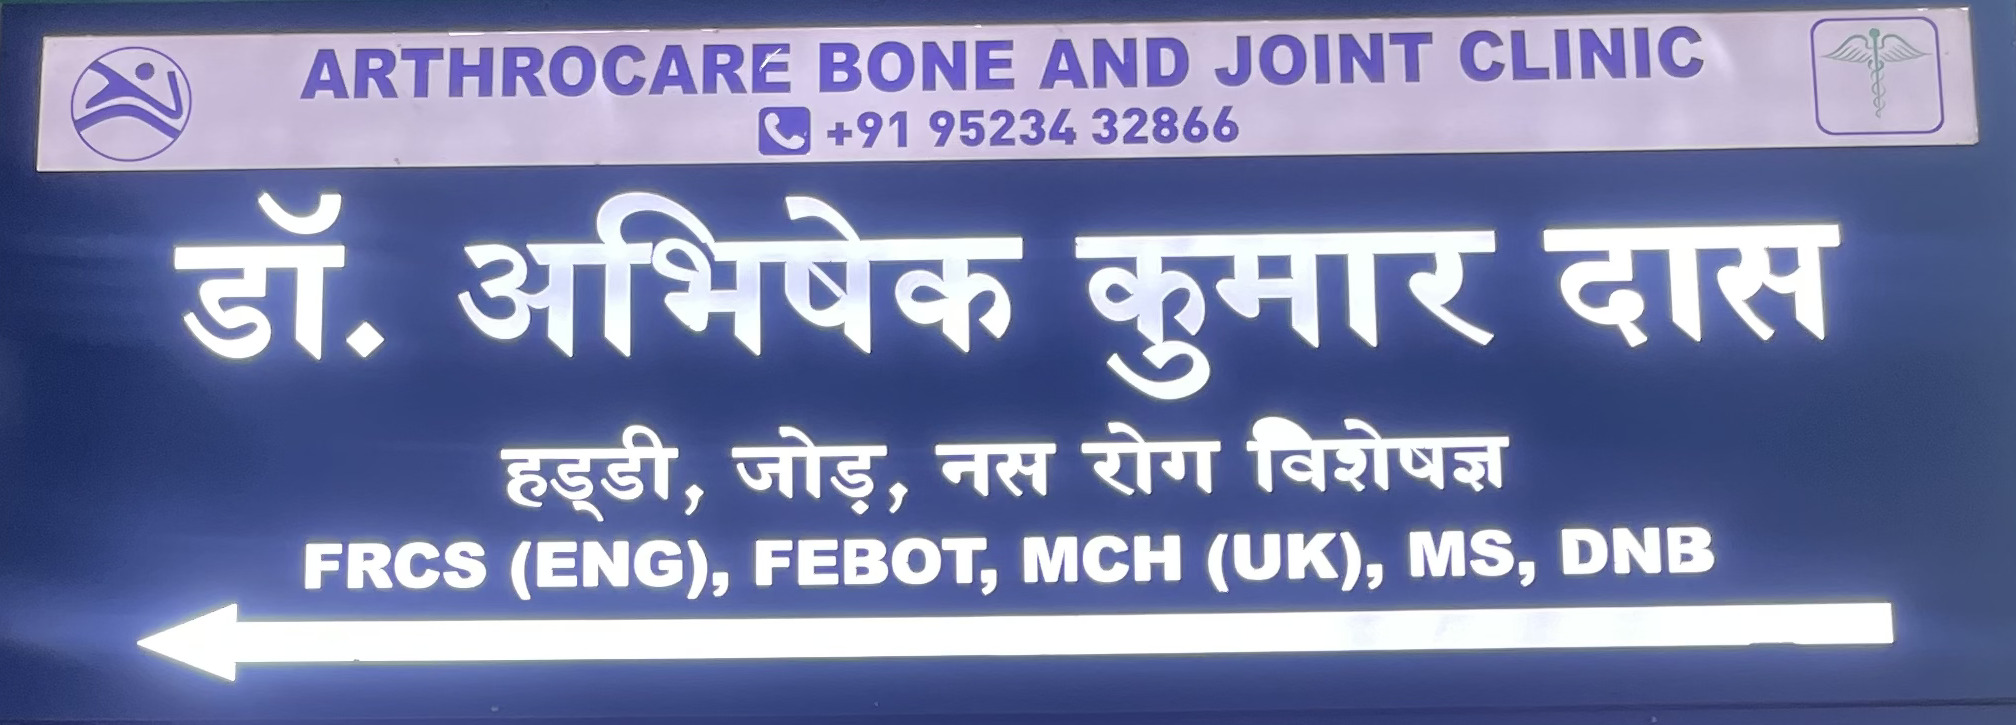 ARTHROCARE BONE AND JOINT CLINIC
+91 95234 32866
डॉ. अभिषेक कुमार दास
हड्डी, जोड़, नस रोग विशेषज्ञ
FRCS (ENG), FEBOT, MCH (UK), MS, DNB